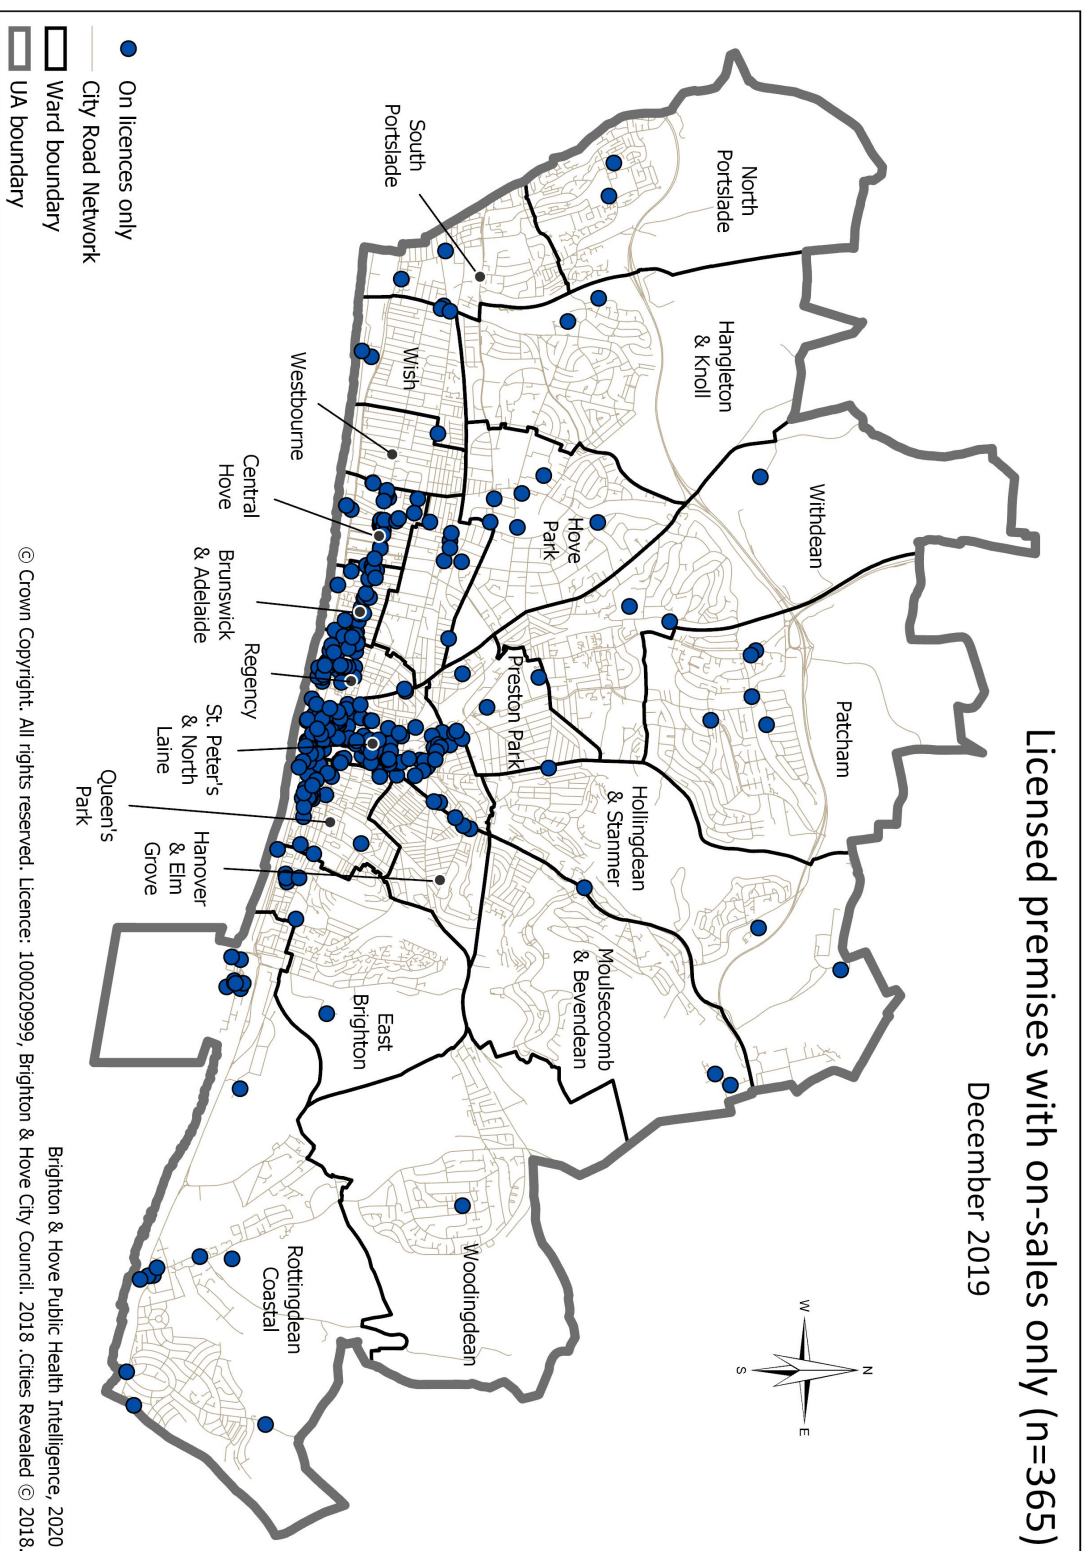 Licensed premises with on-sales only (n=365)
December 2019
N
W
E
S
North
Portslade
South
Portslade
Hangleton
& Knoll
Withdean
Patcham
Wish
Westbourne
Hove
Park
Central
Hove
Brunswick
& Adelaide
Regency
Preston Park
St. Peter's
& North
Laine
Hollingdean
& Stanmer
Queen's
Park
Hanover
& Elm
Grove
Moulsecoomb
& Bevendean
East
Brighton
Woodingdean
Rottingdean
Coastal
On licences only
City Road Network
Ward boundary
UA boundary
Brighton & Hove Public Health Intelligence, 2020
© Crown Copyright. All rights reserved. Licence: 100020999, Brighton & Hove City Council. 2018 .Cities Revealed © 2018.